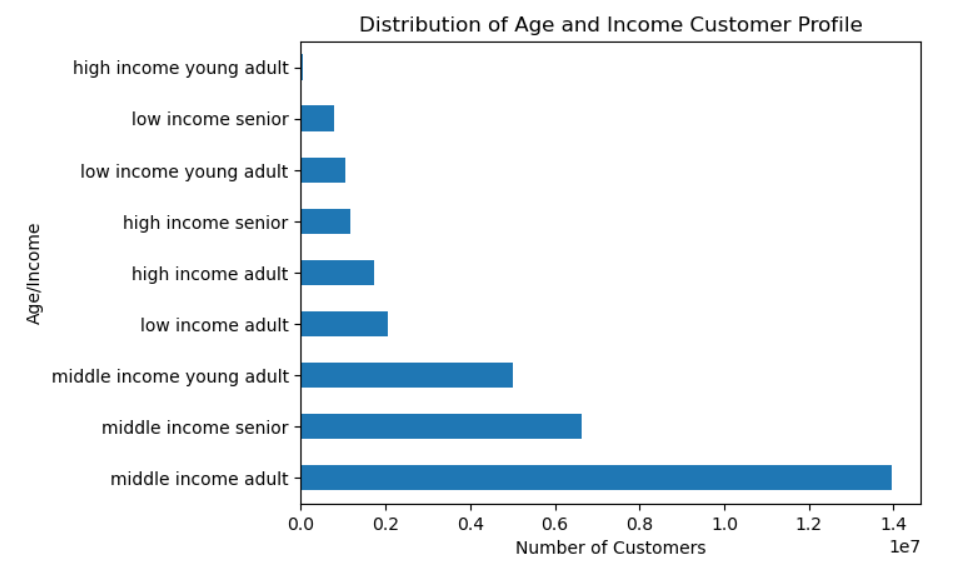 Distribution of Age and Income Customer Profile
high income young adult
low income senior
low income young adult
high income senior
high income adult
low income adult
middle income young adult
middle income senior
middle income adult
Age/Income
0.0 0.2 0.4 0.6 0.8 1.0 1.2 1.4
1e7
Number of Customers